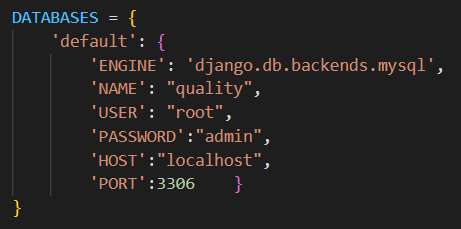 DATABASES = {
    'default': {
        'ENGINE': 'django.db.backends.mysql',
        'NAME': "quality",
        'USER': "root",
        'PASSWORD':"admin",
        'HOST':"localhost",
        'PORT':3306    }
}